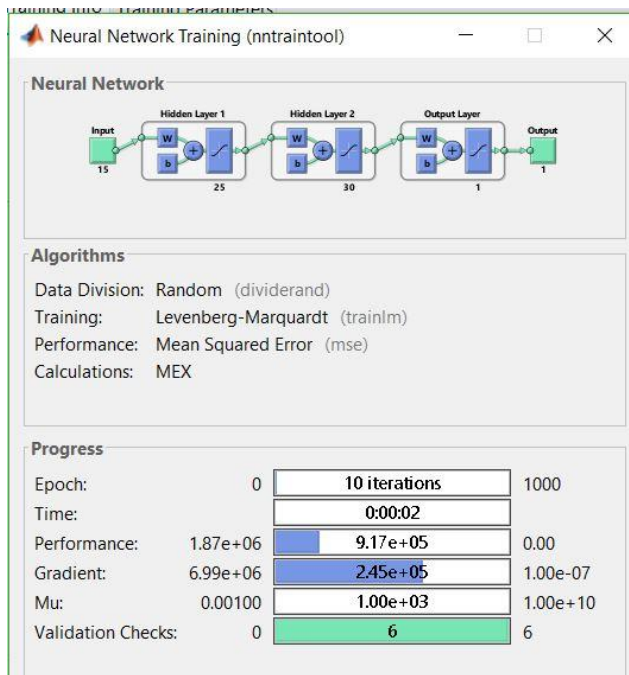 Training Info Training Parameters
Neural Network Training (nntraintool)
Neural Network
Hidden Layer 1 Hidden Layer 2 Output Layer
Input Output
W W W
+ + +
b b b
15 25 30 1 1
Algorithms
Data Division: Random (dividerand)
Training: Levenberg-Marquardt (trainlm)
Performance: Mean Squared Error (mse)
Calculations: MEX
Progress
Epoch: 0 10 iterations 1000
Time: 0:00:02
Performance: 1.87e+06 9.17e+05 0.00
Gradient: 6.99e+06 2.45e+05 1.00e-07
Mu: 0.00100 1.00e+03 1.00e+10
Validation Checks: 0 6 6